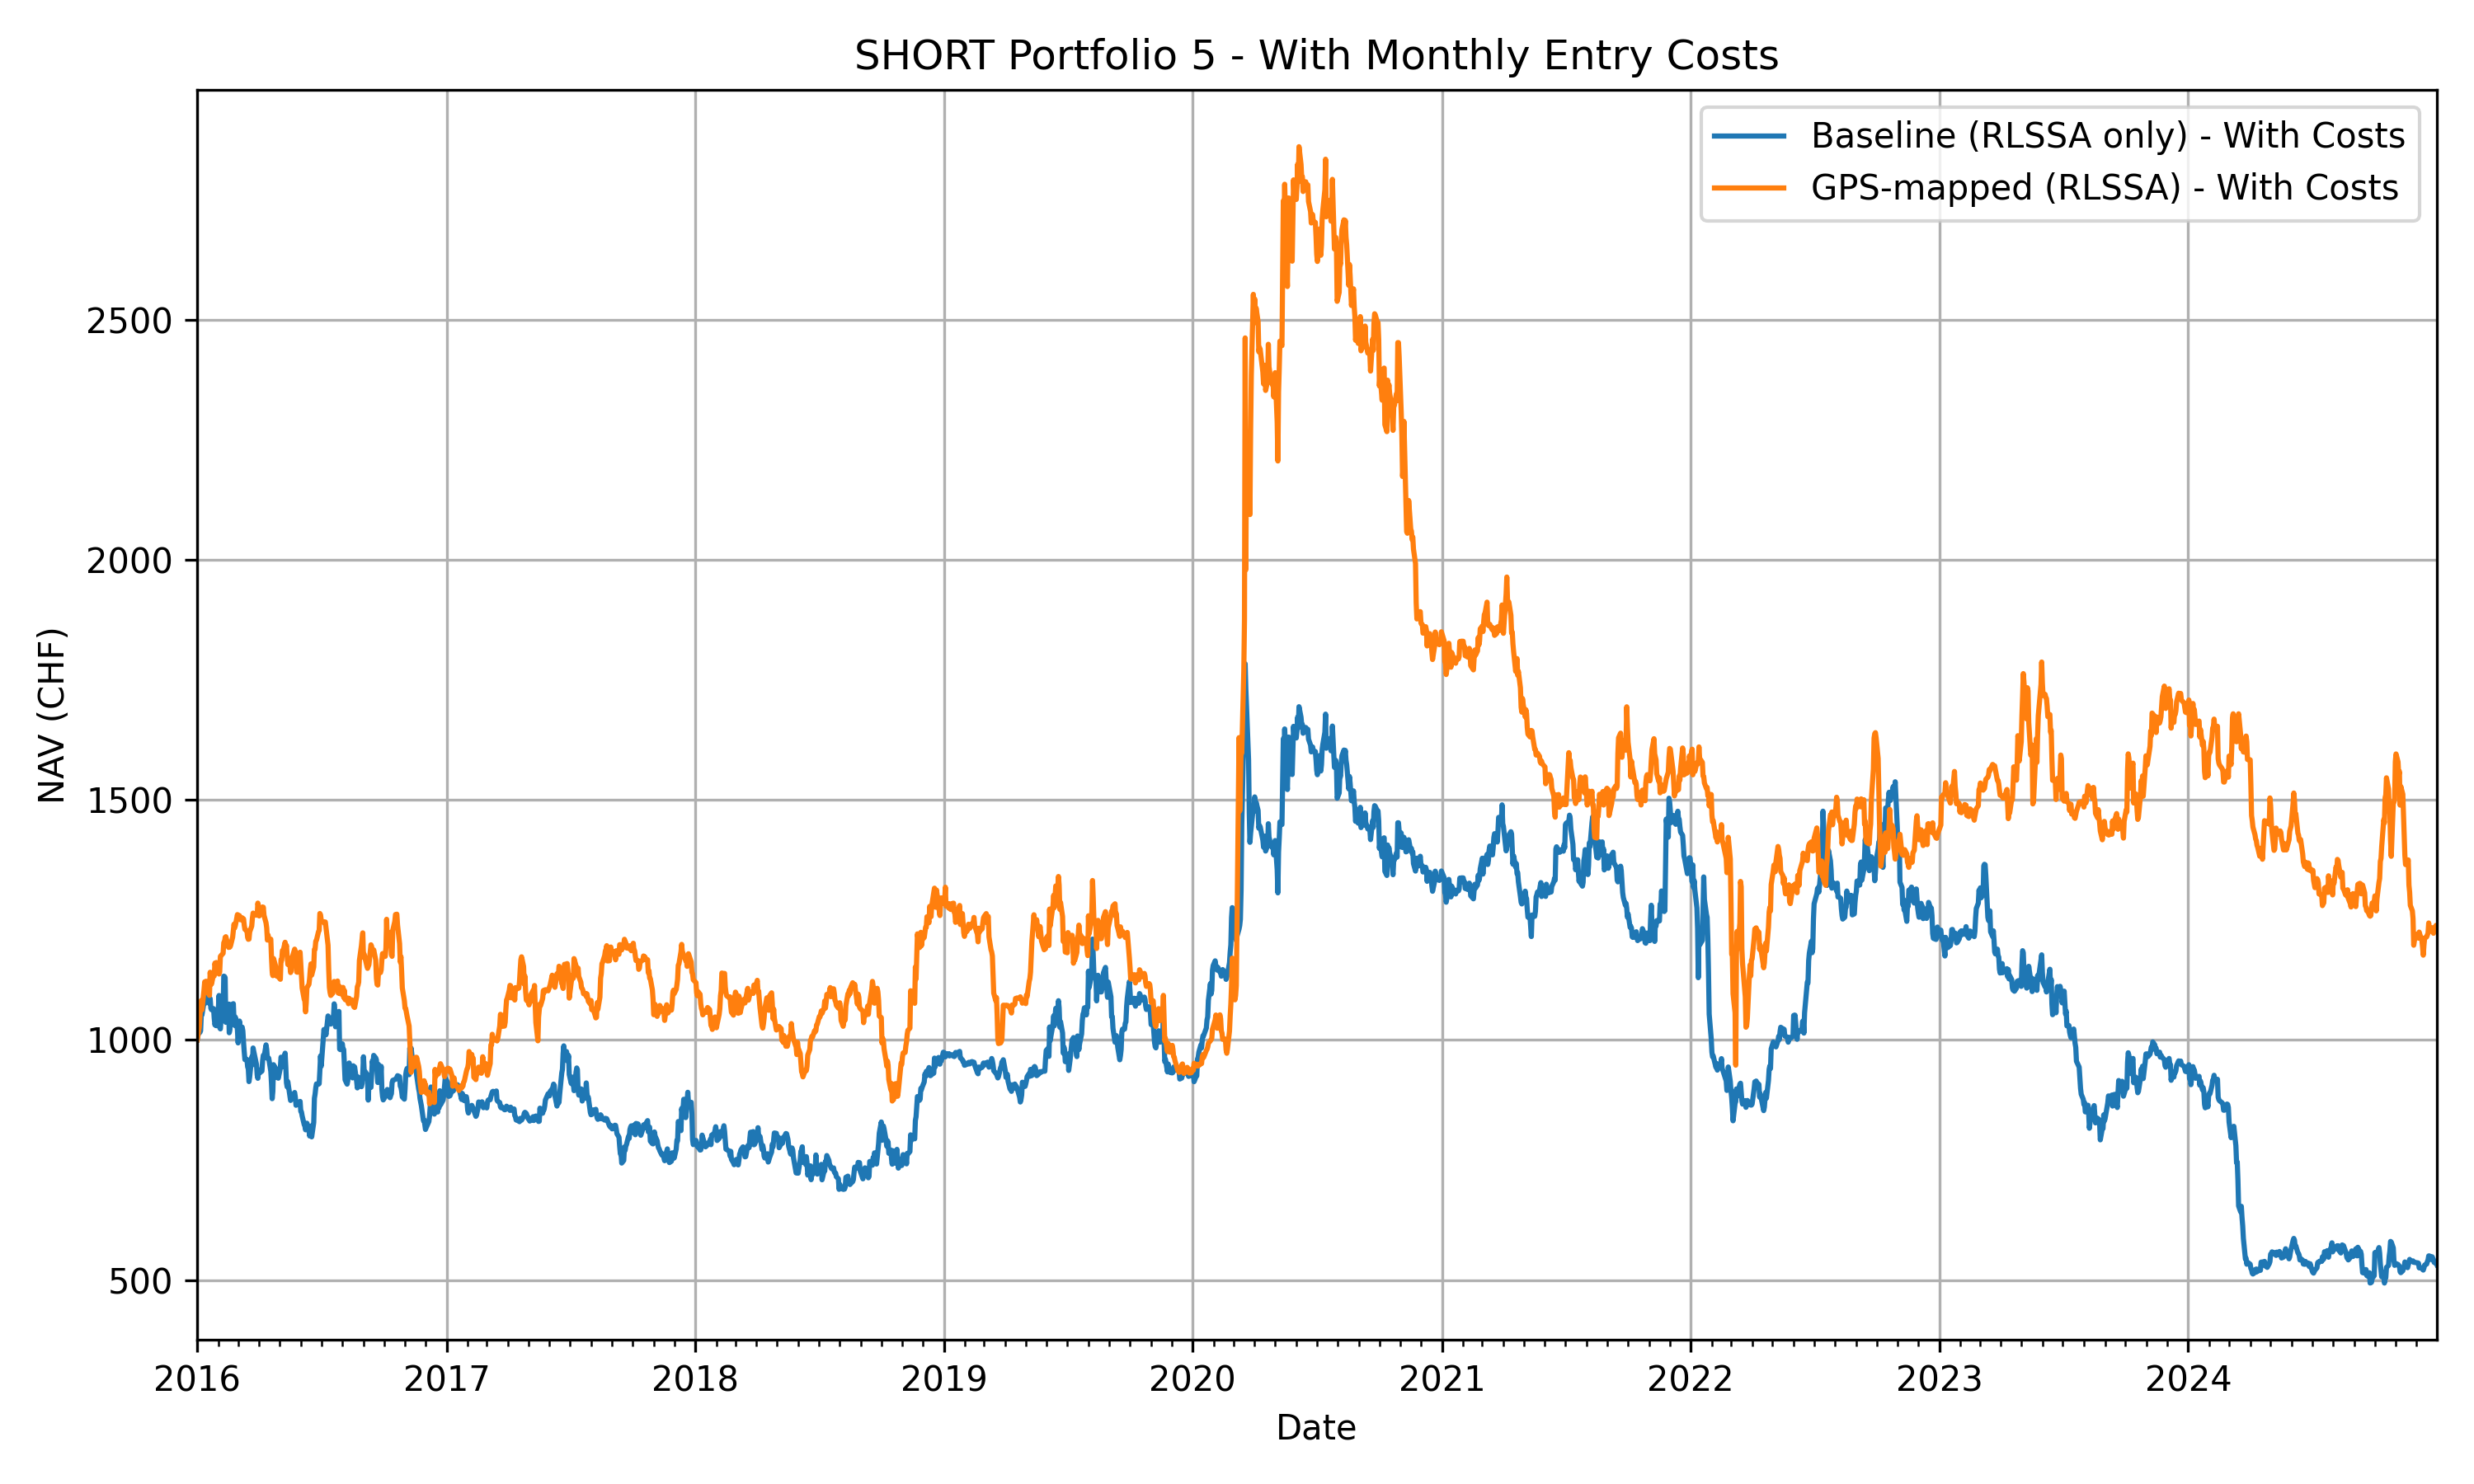 SHORT Portfolio 5 - With Monthly Entry Costs
Baseline (RLSSA only) - With Costs
GPS-mapped (RLSSA) - With Costs
NAV (CHF)
2500
2000
1500
1000
500
2016 2017 2018 2019 2020 2021 2022 2023 2024
Date